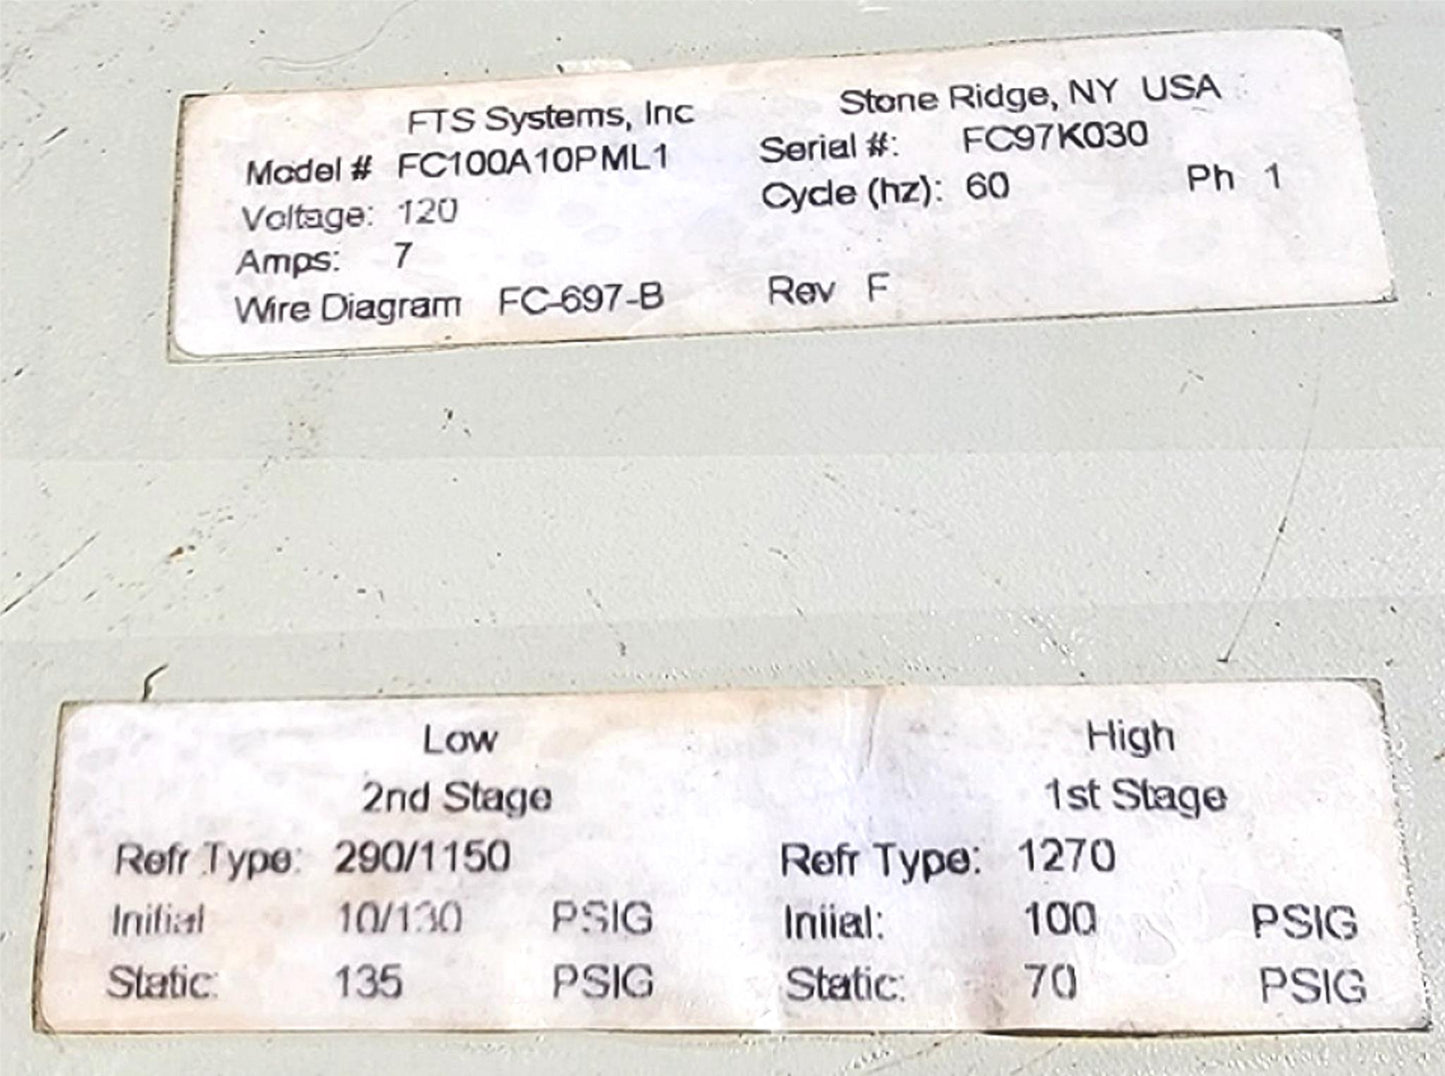 FTS Systems, Inc Stone Ridge, NY USA
Model # FC100A10PML1 Serial #: FC97K030
Voltage: 120 Cycle (hz): 60 Ph 1
Amps: 7
Wire Diagram FC-697-B Rev F
Low High
2nd Stage 1st Stage
Refr Type: 290/1150 Refr Type: 1270
Initial 10/130 PSIG Initial: 100 PSIG
Static: 135 PSIG Static: 70 PSIG